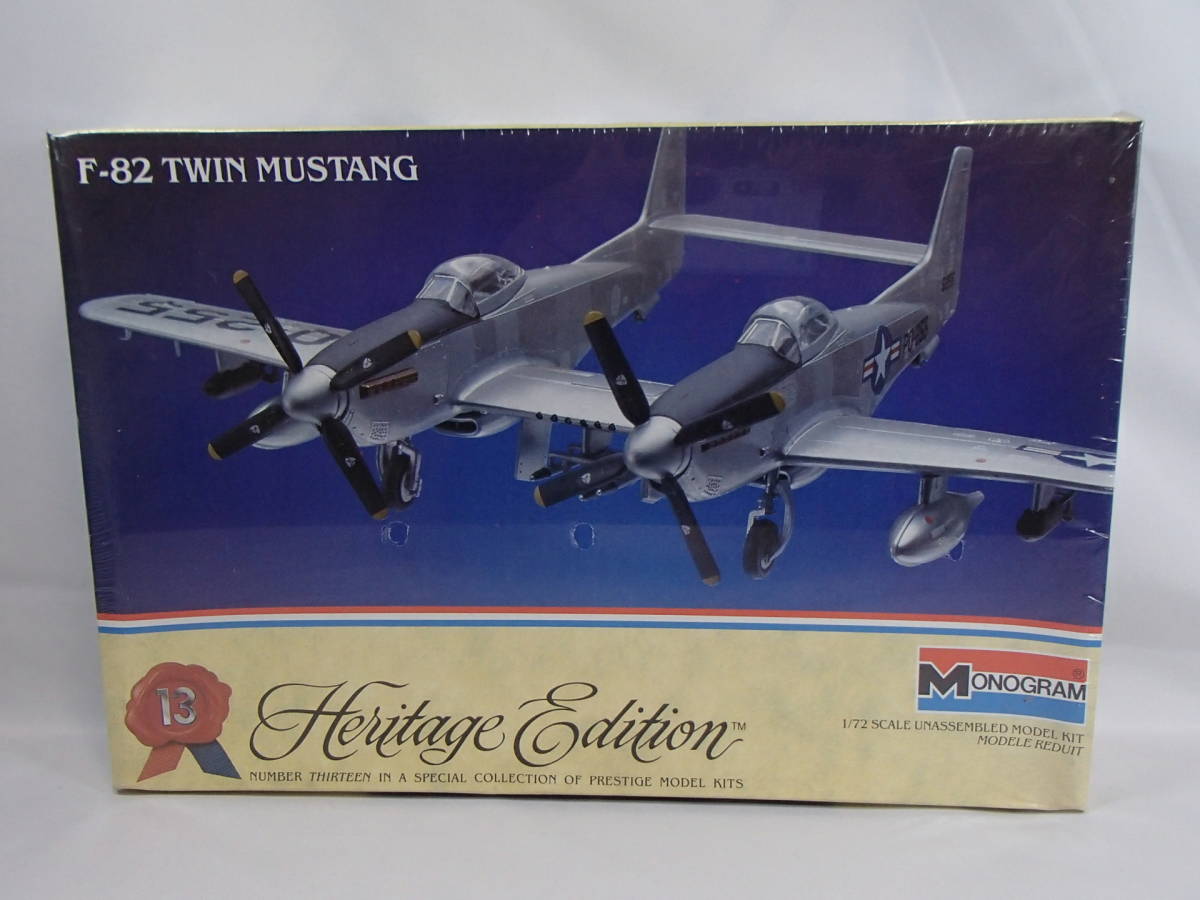 F-82 TWIN MUSTANG
13
Heritage Edition™
NUMBER THIRTEEN IN A SPECIAL COLLECTION OF PRESTIGE MODEL KITS
MONOGRAM®
1/72 SCALE UNASSEMBLED MODEL KIT
MODELE REDUIT